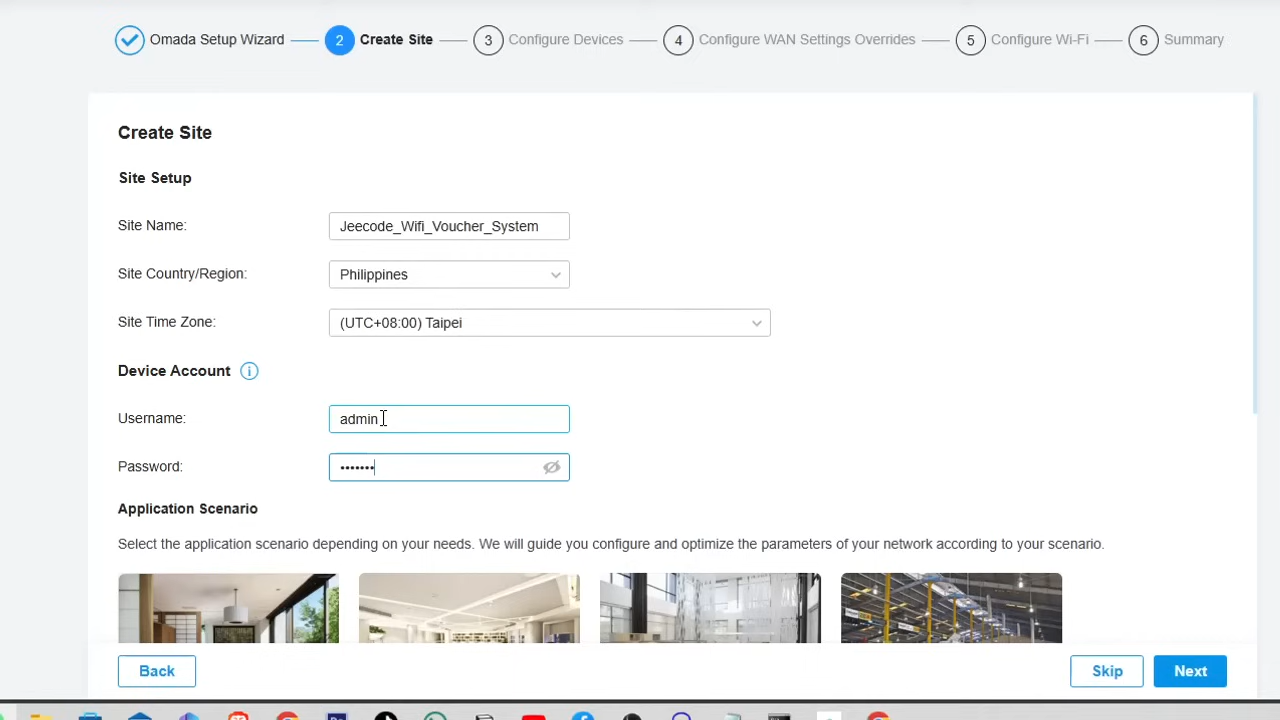 Omada Setup Wizard 2 Create Site 3 Configure Devices 4 Configure WAN Settings Overrides 5 Configure Wi-Fi 6 Summary
Create Site
Site Setup
Site Name: Jeecode_Wifi_Voucher_System
Site Country/Region: Philippines
Site Time Zone: (UTC+08:00) Taipei
Device Account i
Username: admin
Password: •••••••
Application Scenario
Select the application scenario depending on your needs. We will guide you configure and optimize the parameters of your network according to your scenario.
Back Skip Next